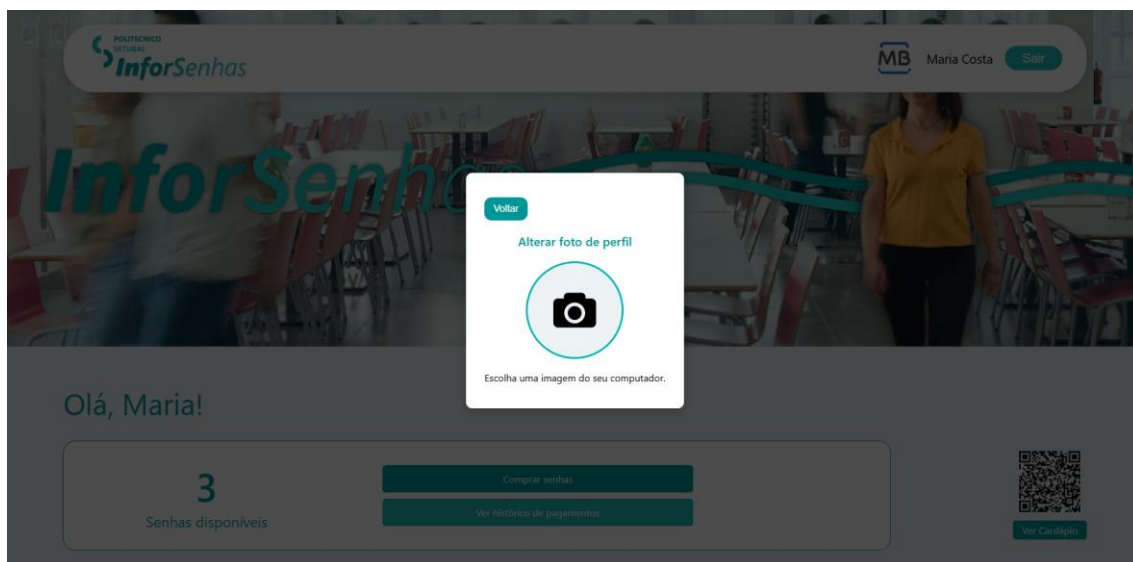 POLITÉCNICO
SETÚBAL
InforSenhas
MB
Maria Costa
Sair
InforSenhas
Voltar
Alterar foto de perfil
Escolha uma imagem do seu computador.
Olá, Maria!
3
Senhas disponíveis
Comprar senhas
Ver histórico de pagamentos
Ver Cardápio